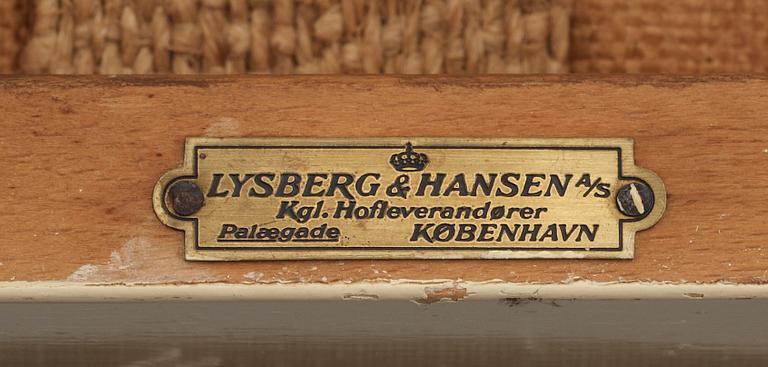 LYSBERG & HANSEN A/S
Kgl. Hofleverandører
Palægade KØBENHAVN